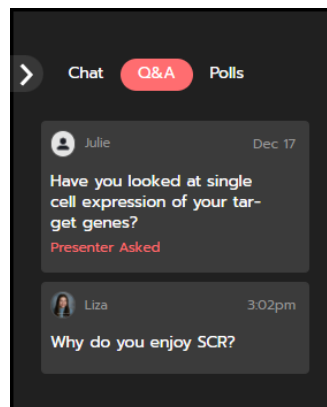 Chat Q&A Polls
Julie Dec 17
Have you looked at single
cell expression of your tar-
get genes?
Presenter Asked
Liza 3:02pm
Why do you enjoy SCR?